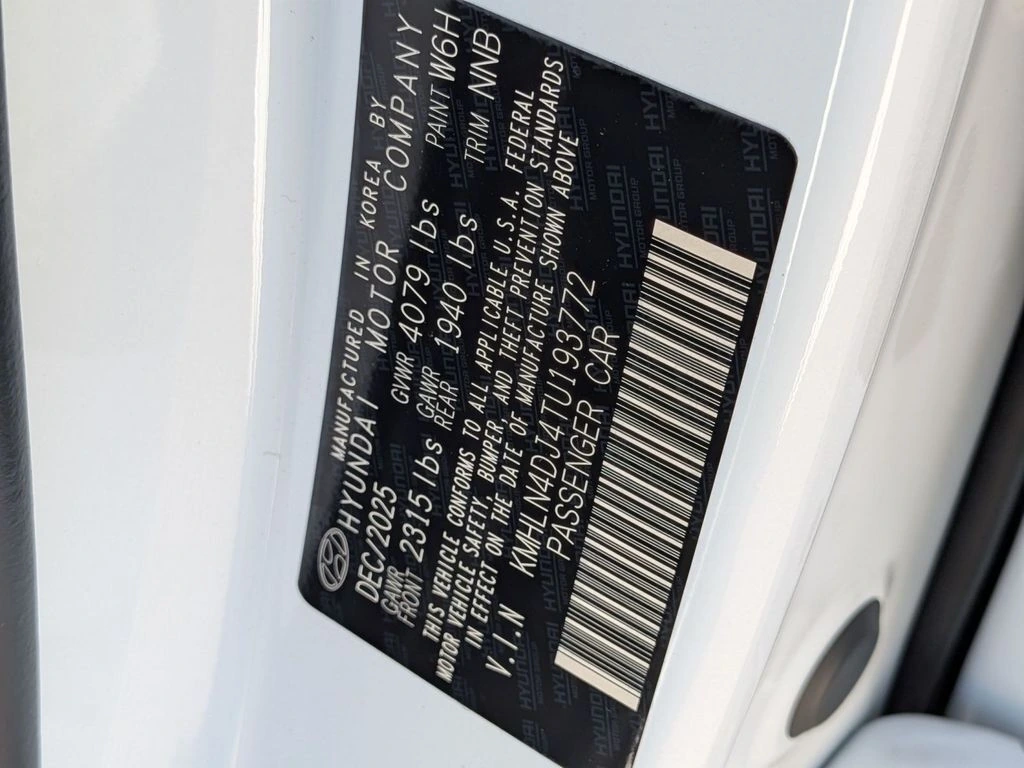 MANUFACTURED IN KOREA BY
HYUNDAI MOTOR COMPANY
DEC/2025 GVWR 4079 lbs PAINT W6H
GAWR FRONT 2315 lbs GAWR REAR 1940 lbs TRIM NNB
THIS VEHICLE CONFORMS TO ALL APPLICABLE U.S.A. FEDERAL
MOTOR VEHICLE SAFETY, BUMPER AND THEFT PREVENTION STANDARDS
IN EFFECT ON THE DATE OF MANUFACTURE SHOWN ABOVE
V.I.N KMHLN4DJ4TU193772
PASSENGER CAR
HYUNDAI
MOTOR GROUP